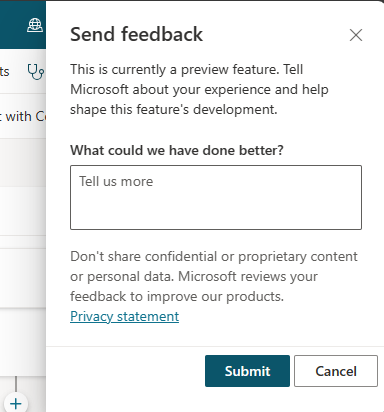 Send feedback
This is currently a preview feature. Tell
Microsoft about your experience and help
shape this feature's development.
ts
t with Co
What could we have done better?
Tell us more
Don't share confidential or proprietary content
or personal data. Microsoft reviews your
feedback to improve our products.
Privacy statement
Submit
Cancel